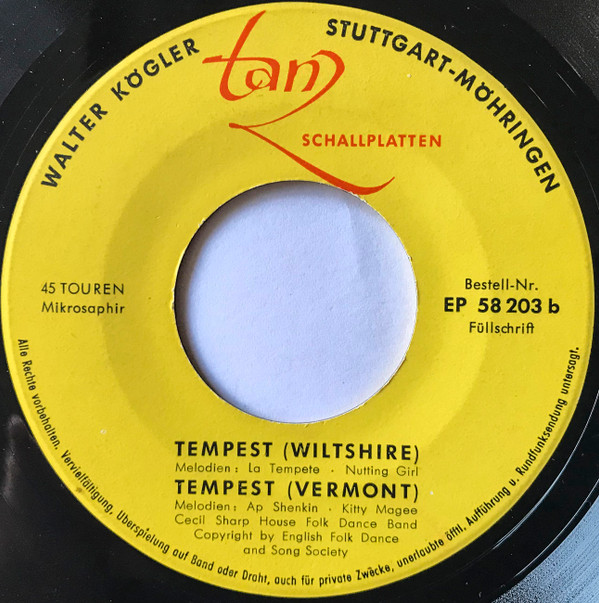 WALTER KÖGLER
tanz
STUTTGART-MÖHRINGEN
SCHALLPLATTEN
45 TOUREN
Mikrosaphir
Bestell-Nr.
EP 58 203 b
Füllschrift
TEMPEST (WILTSHIRE)
Melodien: La Tempete · Nutting Girl
TEMPEST (VERMONT)
Melodien: Ap Shenkin · Kitty Magee
Cecil Sharp House Folk Dance Band
Copyright by English Folk Dance
and Song Society
Alle Rechte vorbehalten. Vervielfältigung, Überspielung auf Band oder Draht, auch für private Zwecke, unerlaubte öfftl. Aufführung u. Rundfunksendung untersagt.